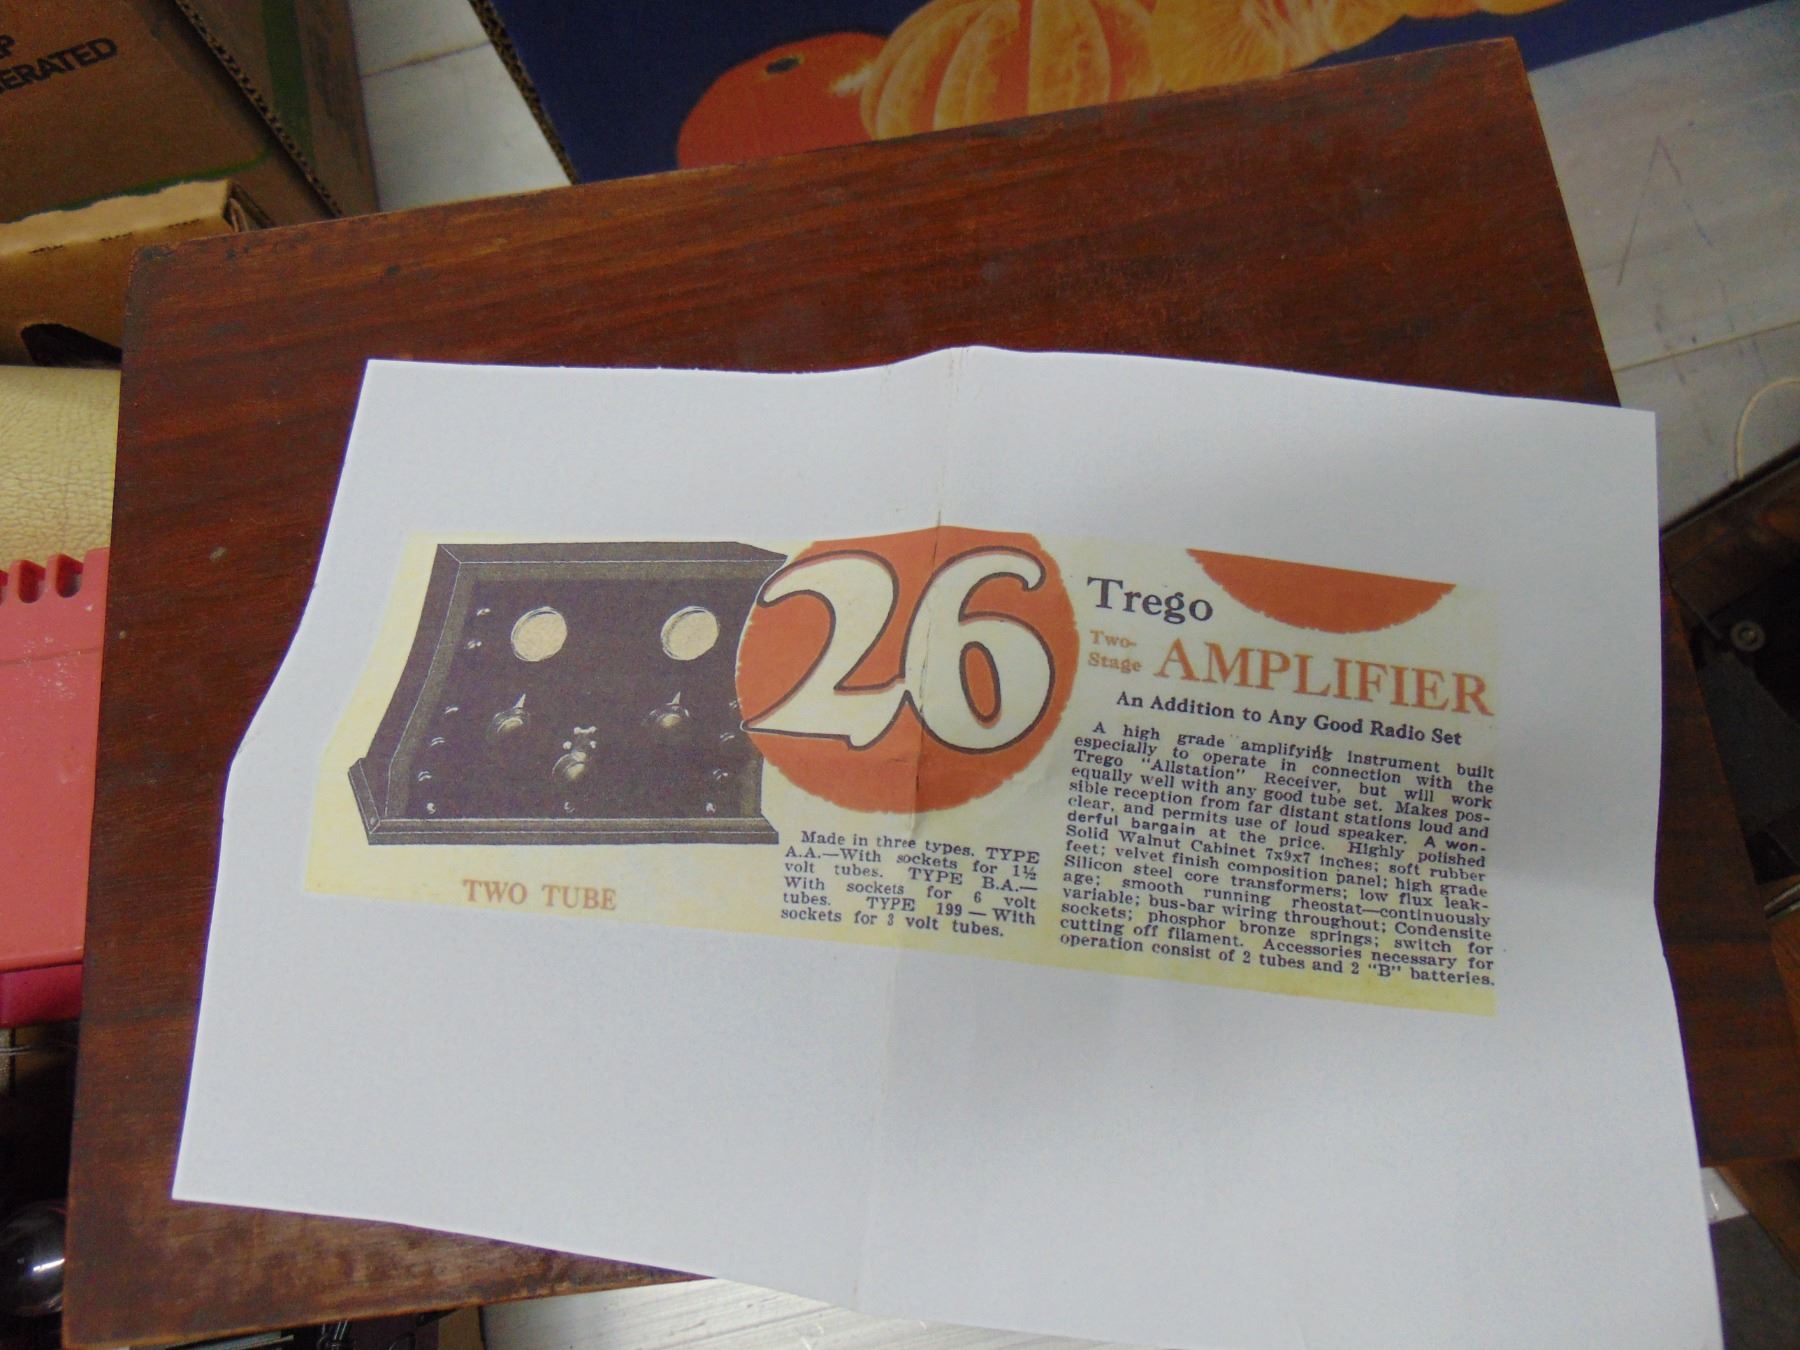 P
ERATED
26
Trego
Two-
Stage AMPLIFIER
An Addition to Any Good Radio Set
A high grade amplifying instrument built
especially to operate in connection with the
Trego "Allstation" Receiver, but will work
equally well with any good tube set. Makes pos-
sible reception from far distant stations loud and
clear, and permits use of loud speaker. A won-
derful bargain at the price. Highly polished
Solid Walnut Cabinet 7x9x7 inches; soft rubber
feet; velvet finish composition panel; high grade
Silicon steel core transformers; low flux leak-
age; smooth running rheostat—continuously
variable; bus-bar wiring throughout; Condensite
sockets; phosphor bronze springs; switch for
cutting off filament. Accessories necessary for
operation consist of 2 tubes and 2 "B" batteries.
Made in three types. TYPE
A.A.—With sockets for 1½
volt tubes. TYPE B.A.—
With sockets for 6 volt
tubes. TYPE 199—With
sockets for 3 volt tubes.
TWO TUBE